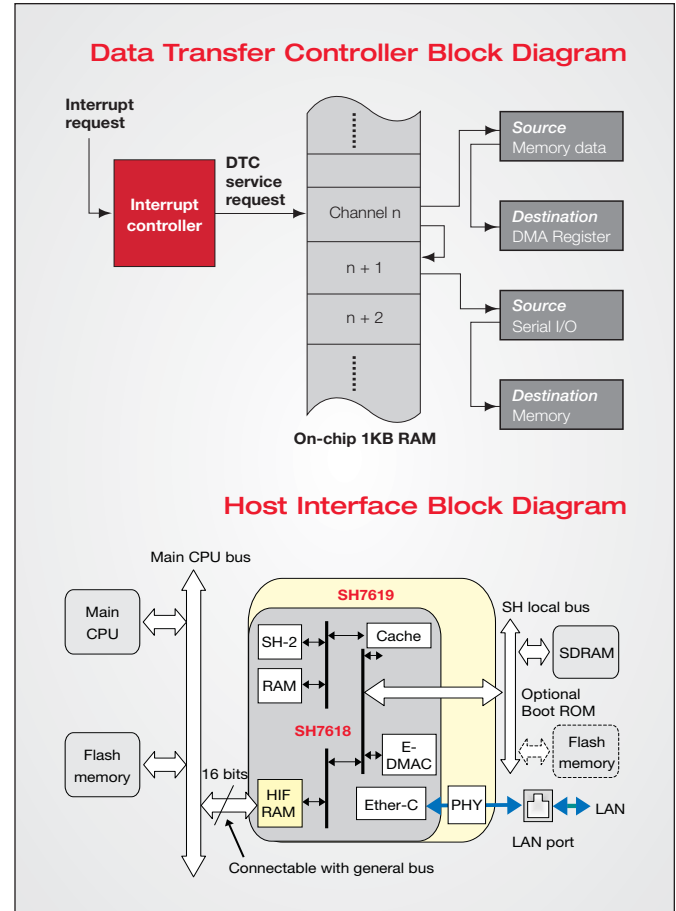 Data Transfer Controller Block Diagram
Interrupt
request
DTC
service
request
Interrupt
controller
Channel n
n + 1
n + 2
Source
Memory data
Destination
DMA Register
Source
Serial I/O
Destination
Memory
On-chip 1KB RAM
Host Interface Block Diagram
Main CPU bus
Main
CPU
Flash
memory
16 bits
SH7619
SH-2
Cache
RAM
SH7618
E-
DMAC
HIF
RAM
Ether-C
PHY
SH local bus
SDRAM
Optional
Boot ROM
Flash
memory
LAN
LAN port
Connectable with general bus